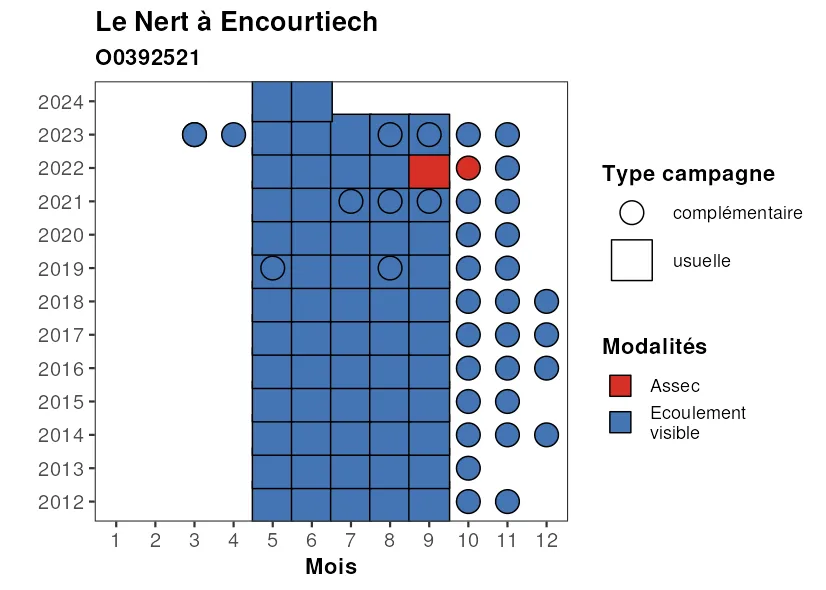 Le Nert à Encourtiech
O0392521
2024
2023
2022
2021
2020
2019
2018
2017
2016
2015
2014
2013
2012
1 2 3 4 5 6 7 8 9 10 11 12
Mois
Type campagne
complémentaire
usuelle
Modalités
Assec
Ecoulement
visible